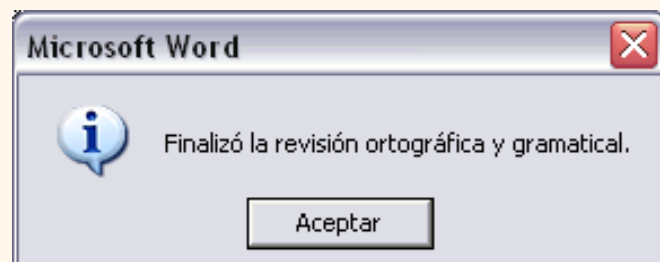 Microsoft Word
Finalizó la revisión ortográfica y gramatical.
Aceptar